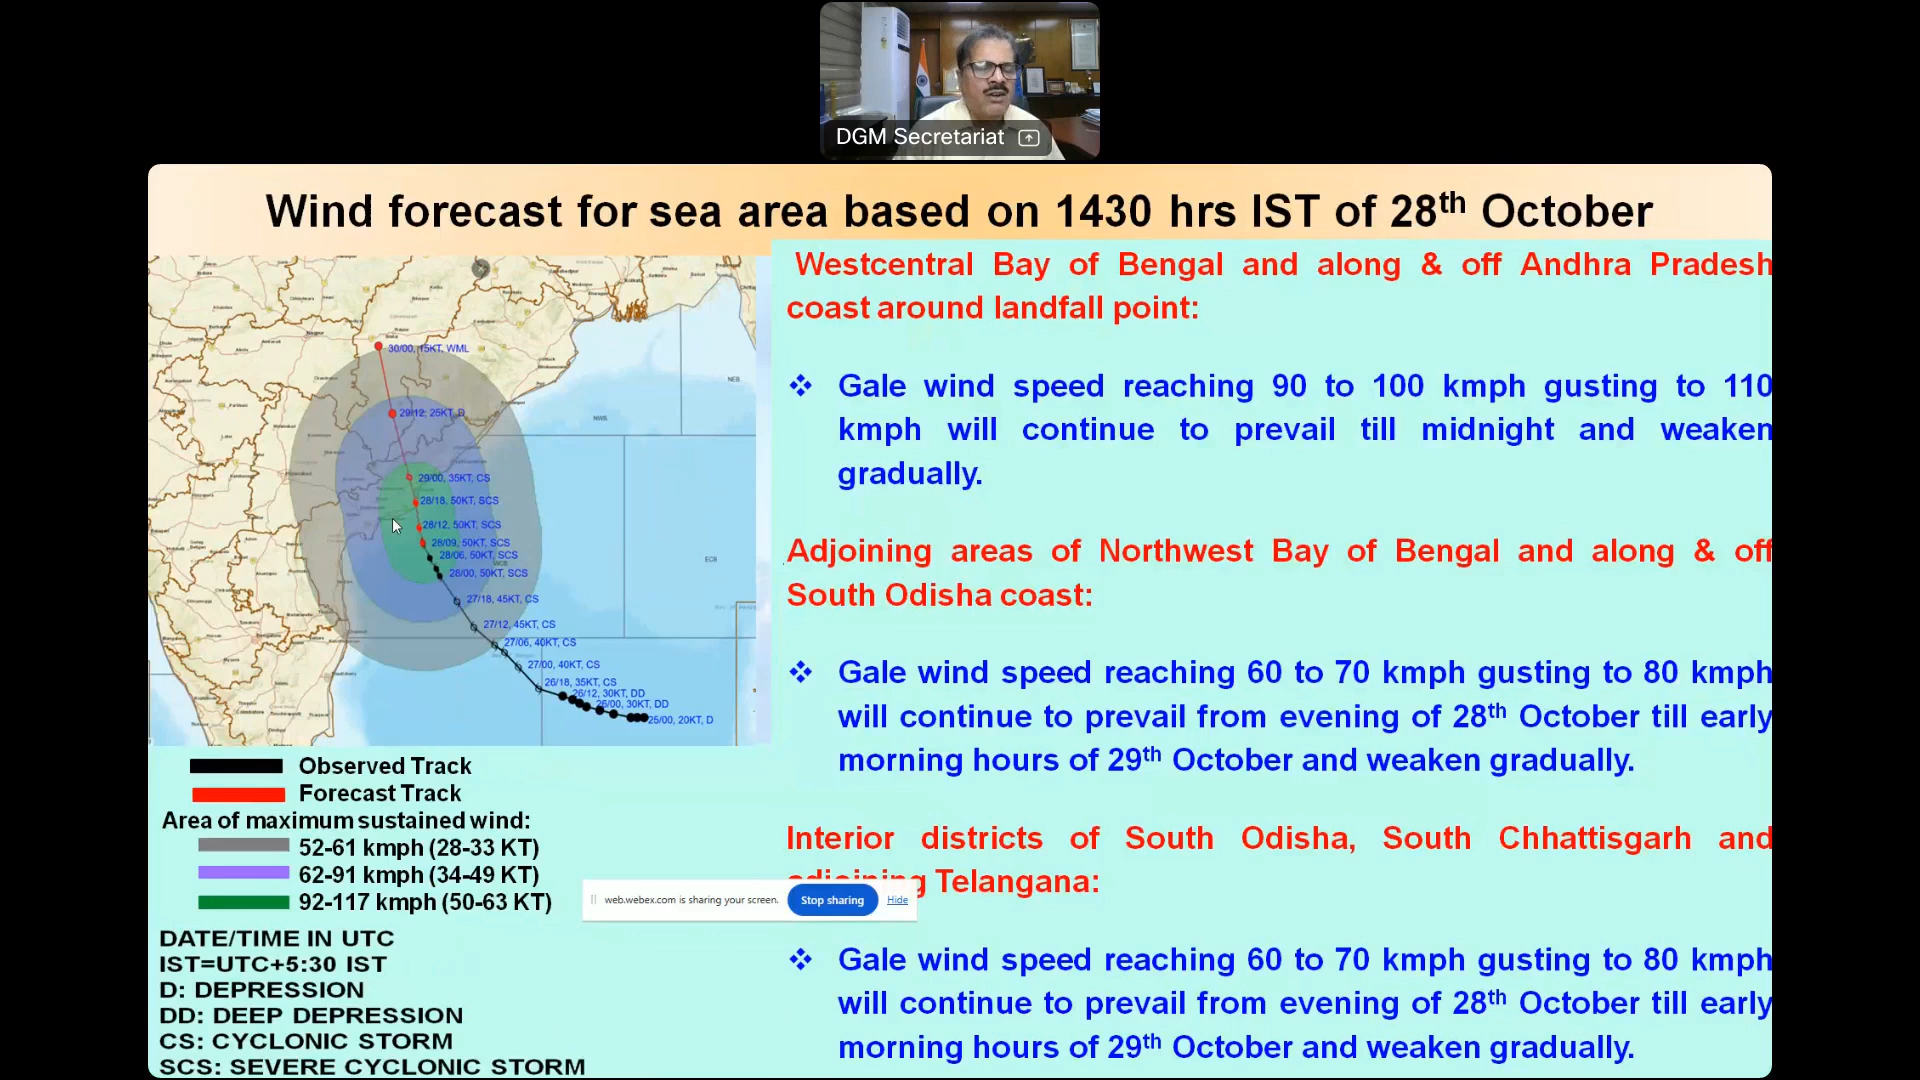 DGM Secretariat
Wind forecast for sea area based on 1430 hrs IST of 28th October
30/00, 15KT, WML
29/12, 25KT, D
29/00, 35KT, CS
28/18, 50KT, SCS
28/12, 50KT, SCS
28/09, 50KT, SCS
28/06, 50KT, SCS
28/00, 50KT, SCS
27/18, 45KT, CS
27/12, 45KT, CS
27/06, 40KT, CS
27/00, 40KT, CS
26/18, 35KT, CS
26/12, 30KT, DD
26/00, 30KT, DD
25/00, 20KT, D
NEB
NWB
ECB
Observed Track
Forecast Track
Area of maximum sustained wind:
52-61 kmph (28-33 KT)
62-91 kmph (34-49 KT)
92-117 kmph (50-63 KT)
DATE/TIME IN UTC
IST=UTC+5:30 IST
D: DEPRESSION
DD: DEEP DEPRESSION
CS: CYCLONIC STORM
SCS: SEVERE CYCLONIC STORM
Westcentral Bay of Bengal and along & off Andhra Pradesh
coast around landfall point:
❖ Gale wind speed reaching 90 to 100 kmph gusting to 110
kmph will continue to prevail till midnight and weaken
gradually.
Adjoining areas of Northwest Bay of Bengal and along & off
South Odisha coast:
❖ Gale wind speed reaching 60 to 70 kmph gusting to 80 kmph
will continue to prevail from evening of 28th October till early
morning hours of 29th October and weaken gradually.
Interior districts of South Odisha, South Chhattisgarh and
adjoining Telangana:
❖ Gale wind speed reaching 60 to 70 kmph gusting to 80 kmph
will continue to prevail from evening of 28th October till early
morning hours of 29th October and weaken gradually.
web.webex.com is sharing your screen. Stop sharing Hide